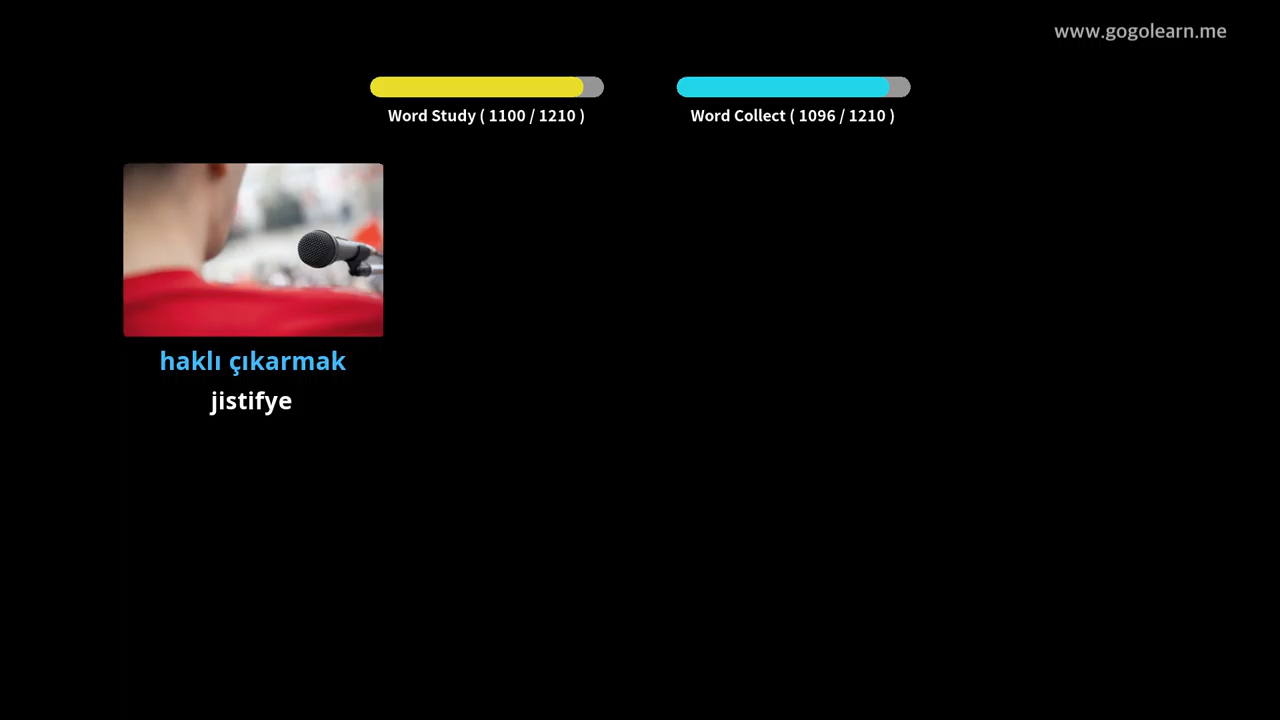 www.gogolearn.me
Word Study ( 1100 / 1210 )
Word Collect ( 1096 / 1210 )
haklı çıkarmak
jistifye